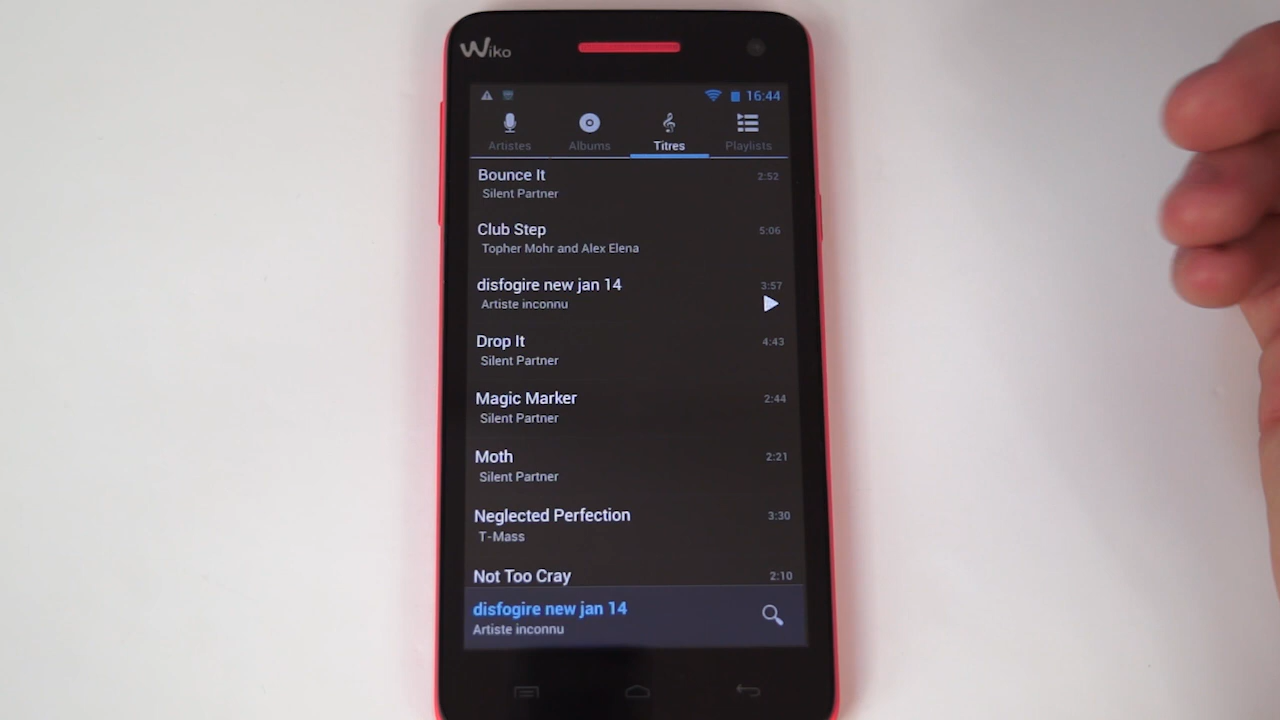 Wiko
16:44
Artistes Albums Titres Playlists
Bounce It 2:52
Silent Partner
Club Step 5:06
Topher Mohr and Alex Elena
disfogire new jan 14 3:57
Artiste inconnu
Drop It 4:43
Silent Partner
Magic Marker 2:44
Silent Partner
Moth 2:21
Silent Partner
Neglected Perfection 3:30
T-Mass
Not Too Cray 2:10
disfogire new jan 14
Artiste inconnu